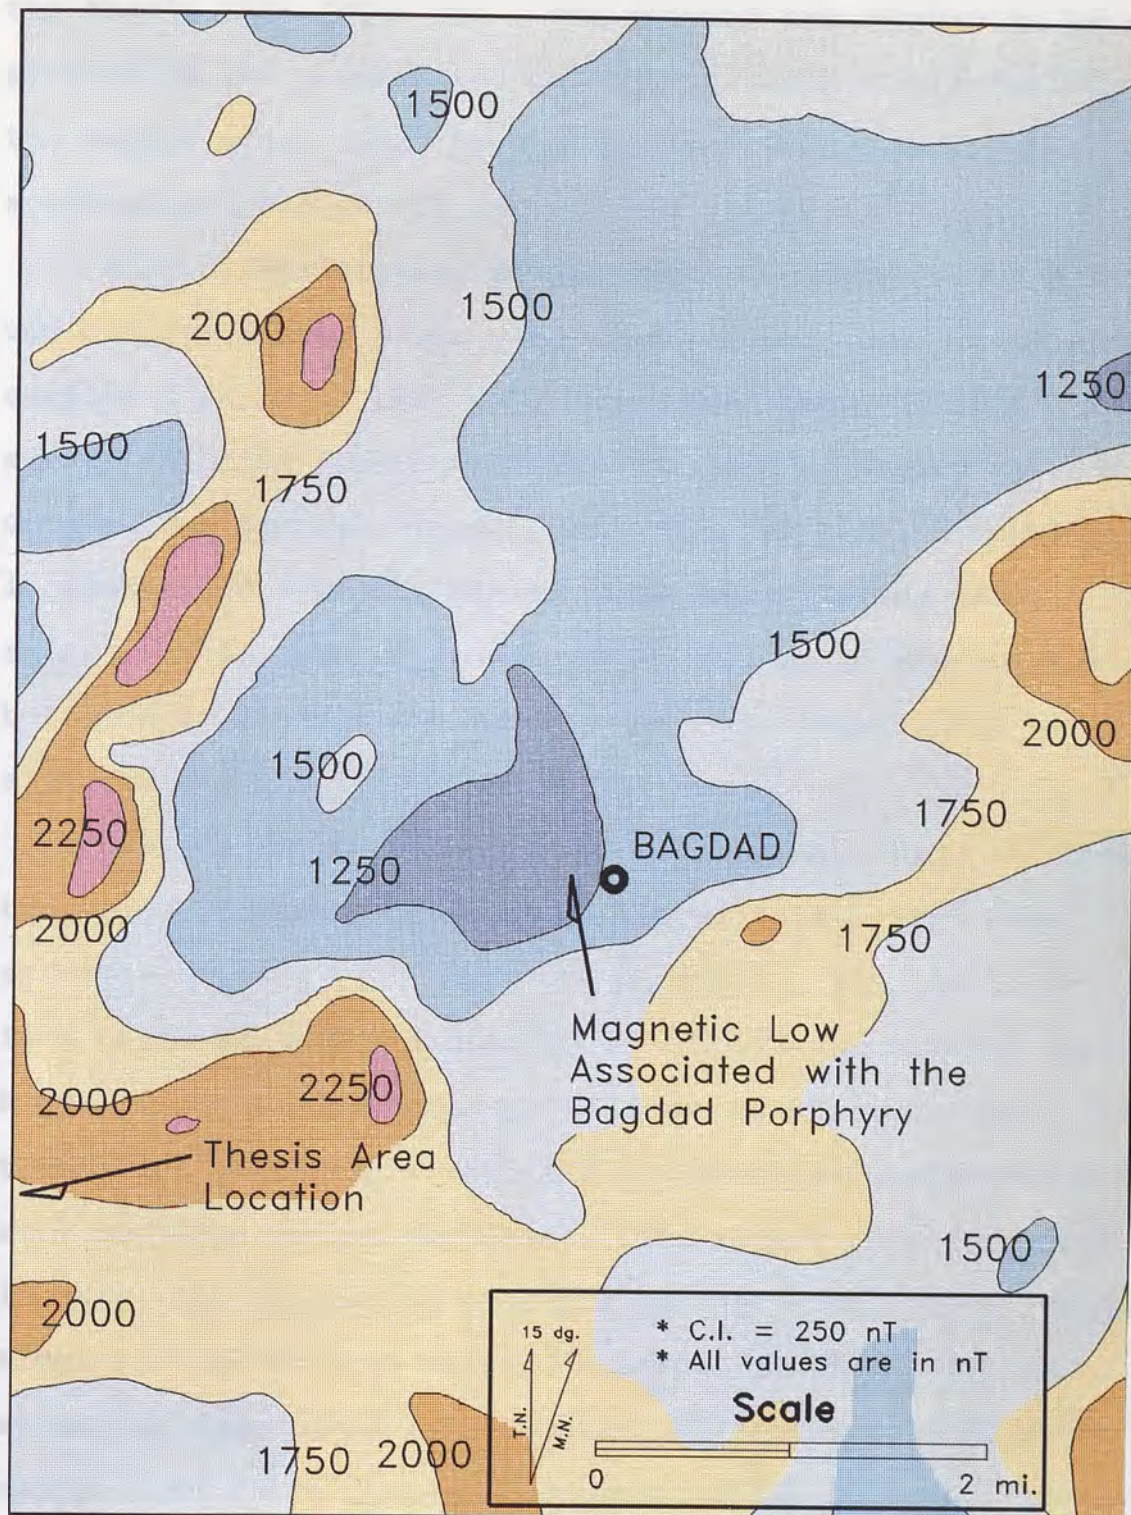 1500
2000
1500
1250
1500
1750
1500
2000
1500
1750
2250
BAGDAD
1250
2000
1750
Magnetic Low
Associated with the
Bagdad Porphyry
2250
2000
Thesis Area
Location
1500
2000
15 dg.
* C.I. = 250 nT
* All values are in nT
T.N.
M.N.
Scale
0
2 mi.
1750
2000